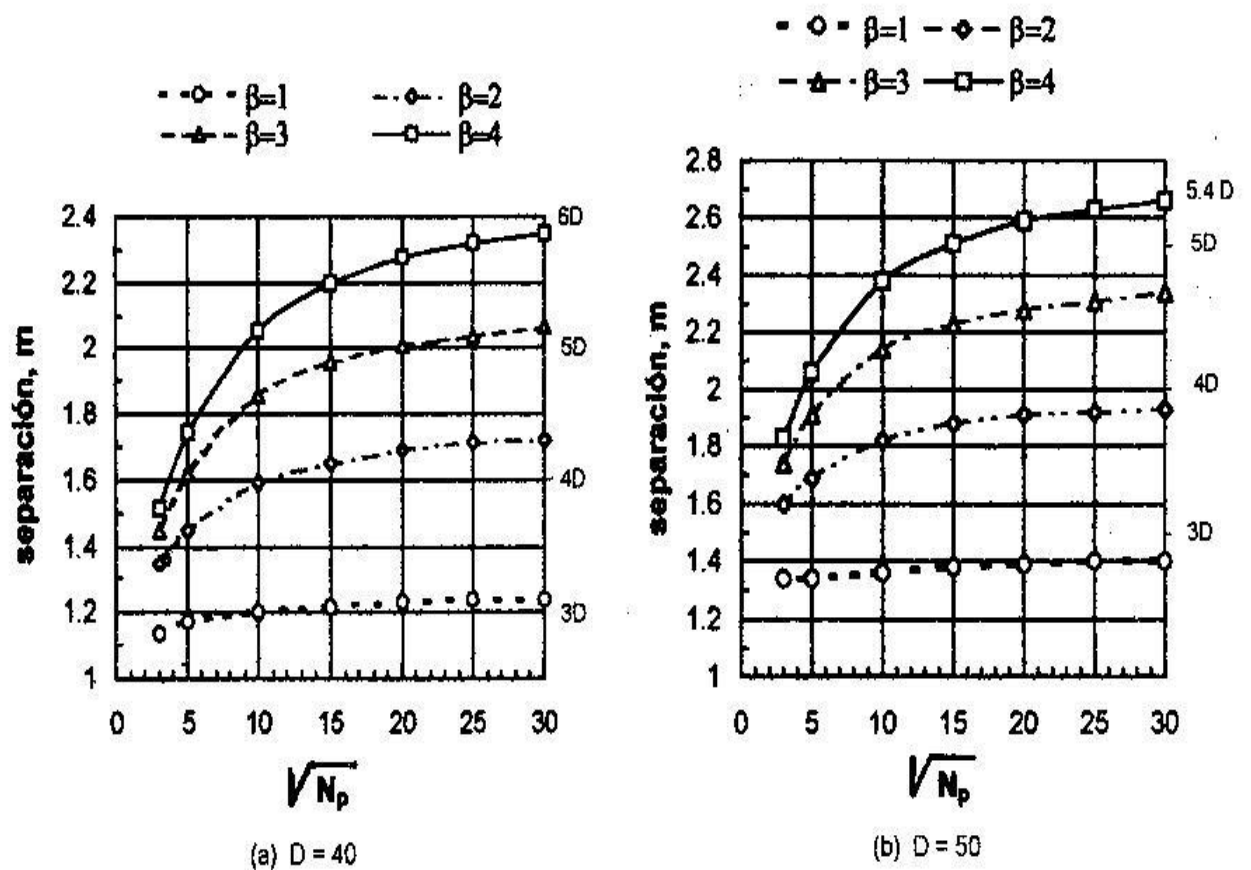 β=1 β=2
β=3 β=4
2.4
2.2
2
1.8
1.6
1.4
1.2
1
separación, m
6D
5D
4D
3D
0 5 10 15 20 25 30
√Np
(a) D = 40
β=1 β=2
β=3 β=4
2.8
2.6
2.4
2.2
2
1.8
1.6
1.4
1.2
1
separación, m
5.4 D
5D
4D
3D
0 5 10 15 20 25 30
√Np
(b) D = 50